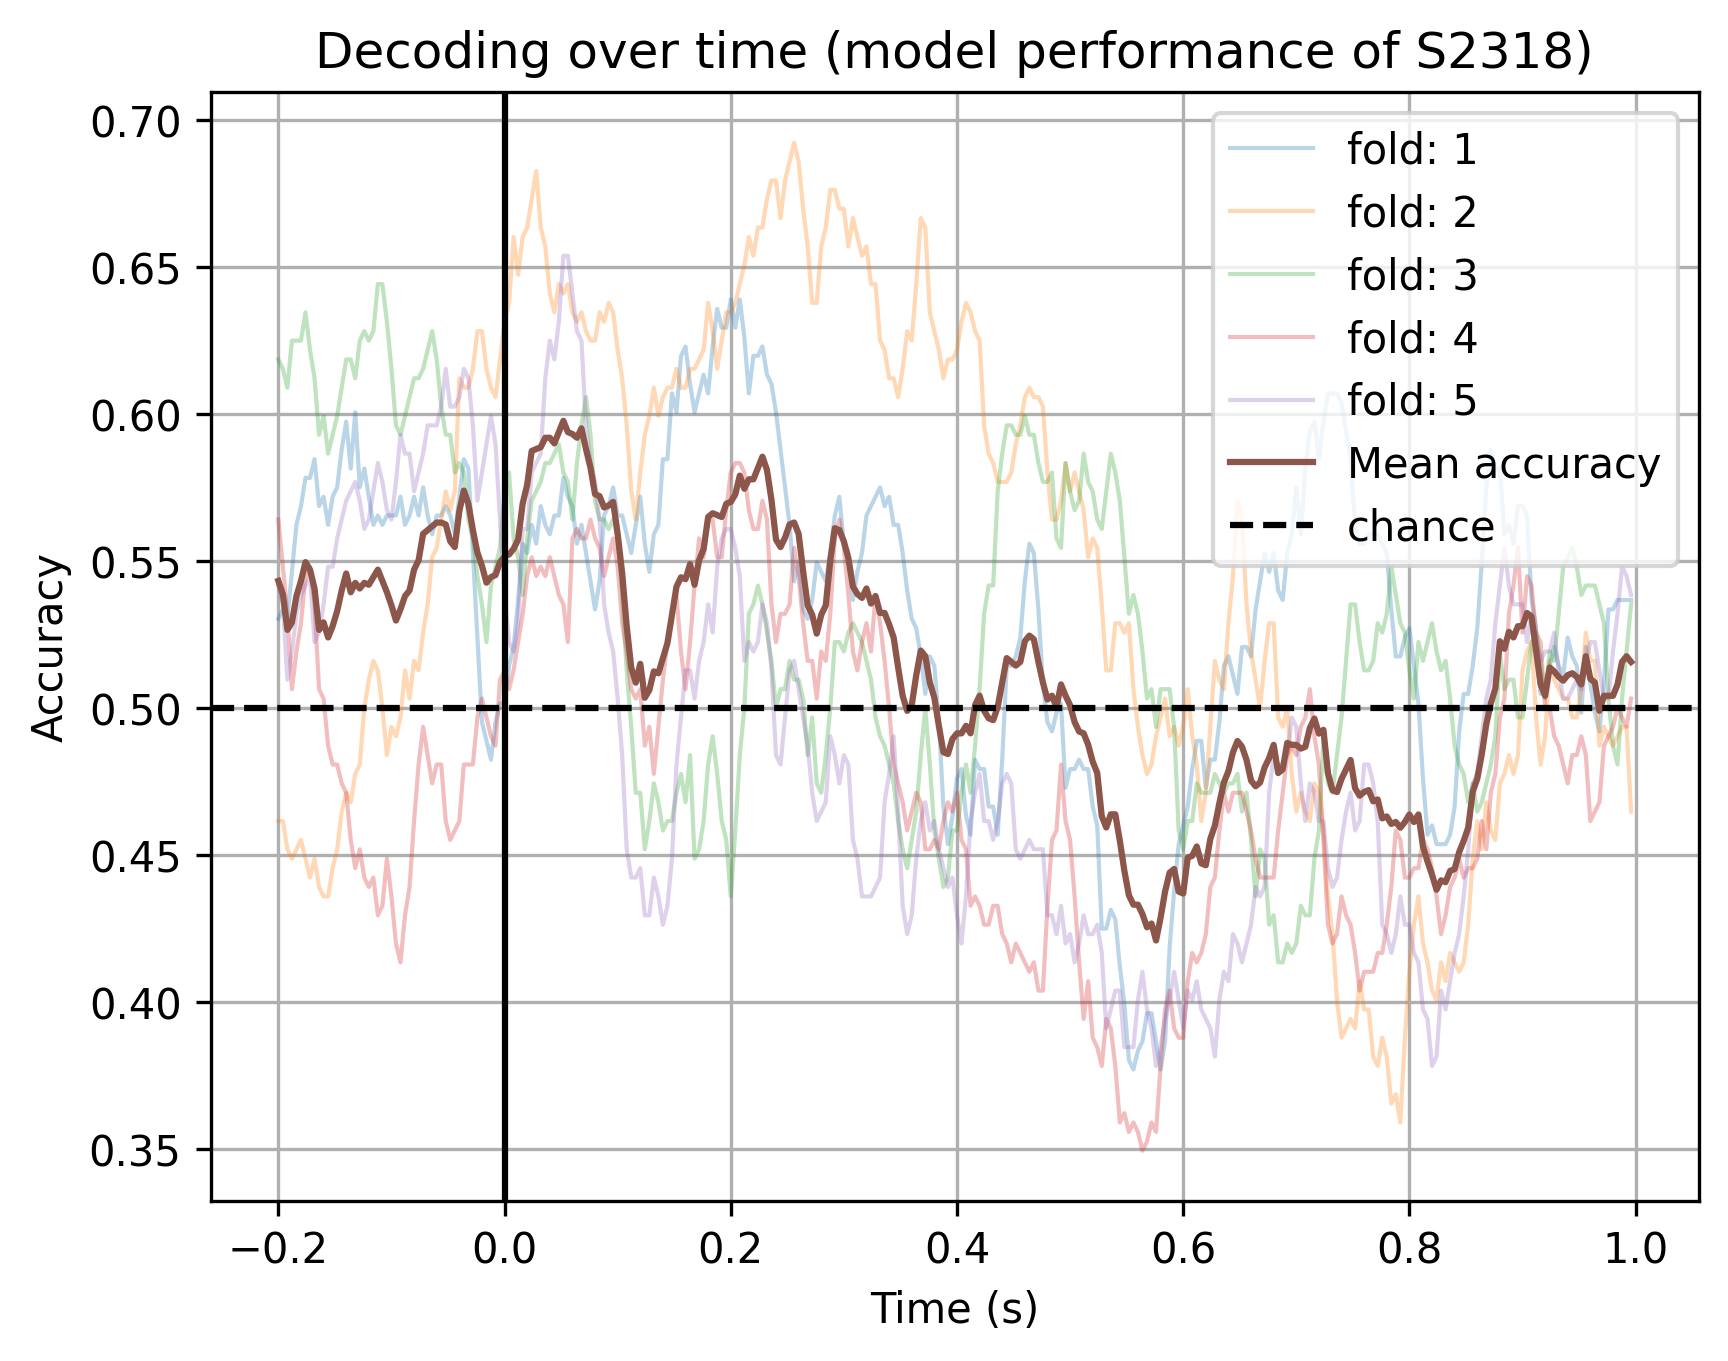 Decoding over time (model performance of S2318)
0.70
0.65
0.60
0.55
0.50
0.45
0.40
0.35
Accuracy
fold: 1
fold: 2
fold: 3
fold: 4
fold: 5
Mean accuracy
chance
−0.2 0.0 0.2 0.4 0.6 0.8 1.0
Time (s)